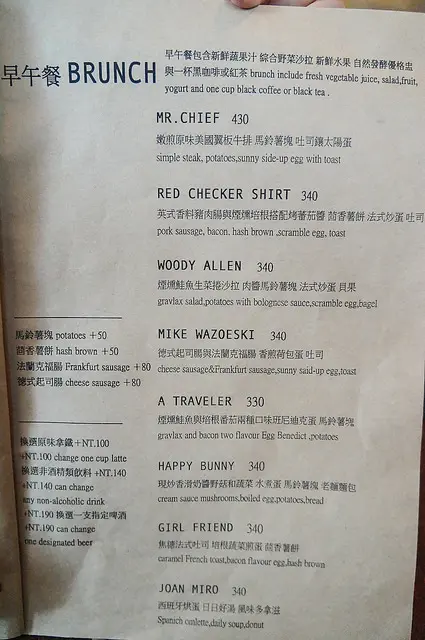 早午餐 BRUNCH
早午餐包含新鮮蔬果汁 綜合野菜沙拉 新鮮水果 自然發酵優格盅
與一杯黑咖啡或紅茶 brunch include fresh vegetable juice, salad,fruit,
yogurt and one cup black coffee or black tea .
MR.CHIEF 430
嫩煎原味美國翼板牛排 馬鈴薯塊 吐司鑲太陽蛋
simple steak, potatoes,sunny side-up egg with toast
RED CHECKER SHIRT 340
英式香料豬肉腸與煙燻培根搭配烤蕃茄醬 茴香薯餅 法式炒蛋 吐司
pork sausage, bacon, hash brown ,scramble egg, toast
WOODY ALLEN 340
煙燻鮭魚生菜捲沙拉 肉醬馬鈴薯塊 法式炒蛋 貝果
gravlax salad,potatoes with bolognese sauce,scramble egg,bagel
MIKE WAZOESKI 340
德式起司腸與法蘭克福腸 香煎荷包蛋 吐司
cheese sausage&Frankfurt sausage,sunny said-up egg,toast
A TRAVELER 330
煙燻鮭魚與培根番茄兩種口味班尼迪克蛋 馬鈴薯塊
gravlax and bacon two flavour Egg Benedict ,potatoes
HAPPY BUNNY 340
現炒香滑奶醬野菇和蔬菜 水煮蛋 馬鈴薯塊 老麵麵包
cream sauce mushrooms,boiled egg,potatoes,bread
GIRL FRIEND 340
焦糖法式吐司 培根蔬菜煎蛋 茴香薯餅
caramel French toast,bacon flavour egg,hash brown
JOAN MIRO 340
西班牙烘蛋 日日好湯 風味多拿滋
Spanich omlette,daily soup,donut
馬鈴薯塊 potatoes +50
茴香薯餅 hash brown +50
法蘭克福腸 Frankfurt sausage +80
德式起司腸 cheese sausage +80
換選原味拿鐵 +NT.100
+NT.100 change one cup latte
換選非酒精類飲料 +NT.140
+NT.140 can change
any non-alcoholic drink
+NT.190 換選一支指定啤酒
+NT.190 can change
one designated beer